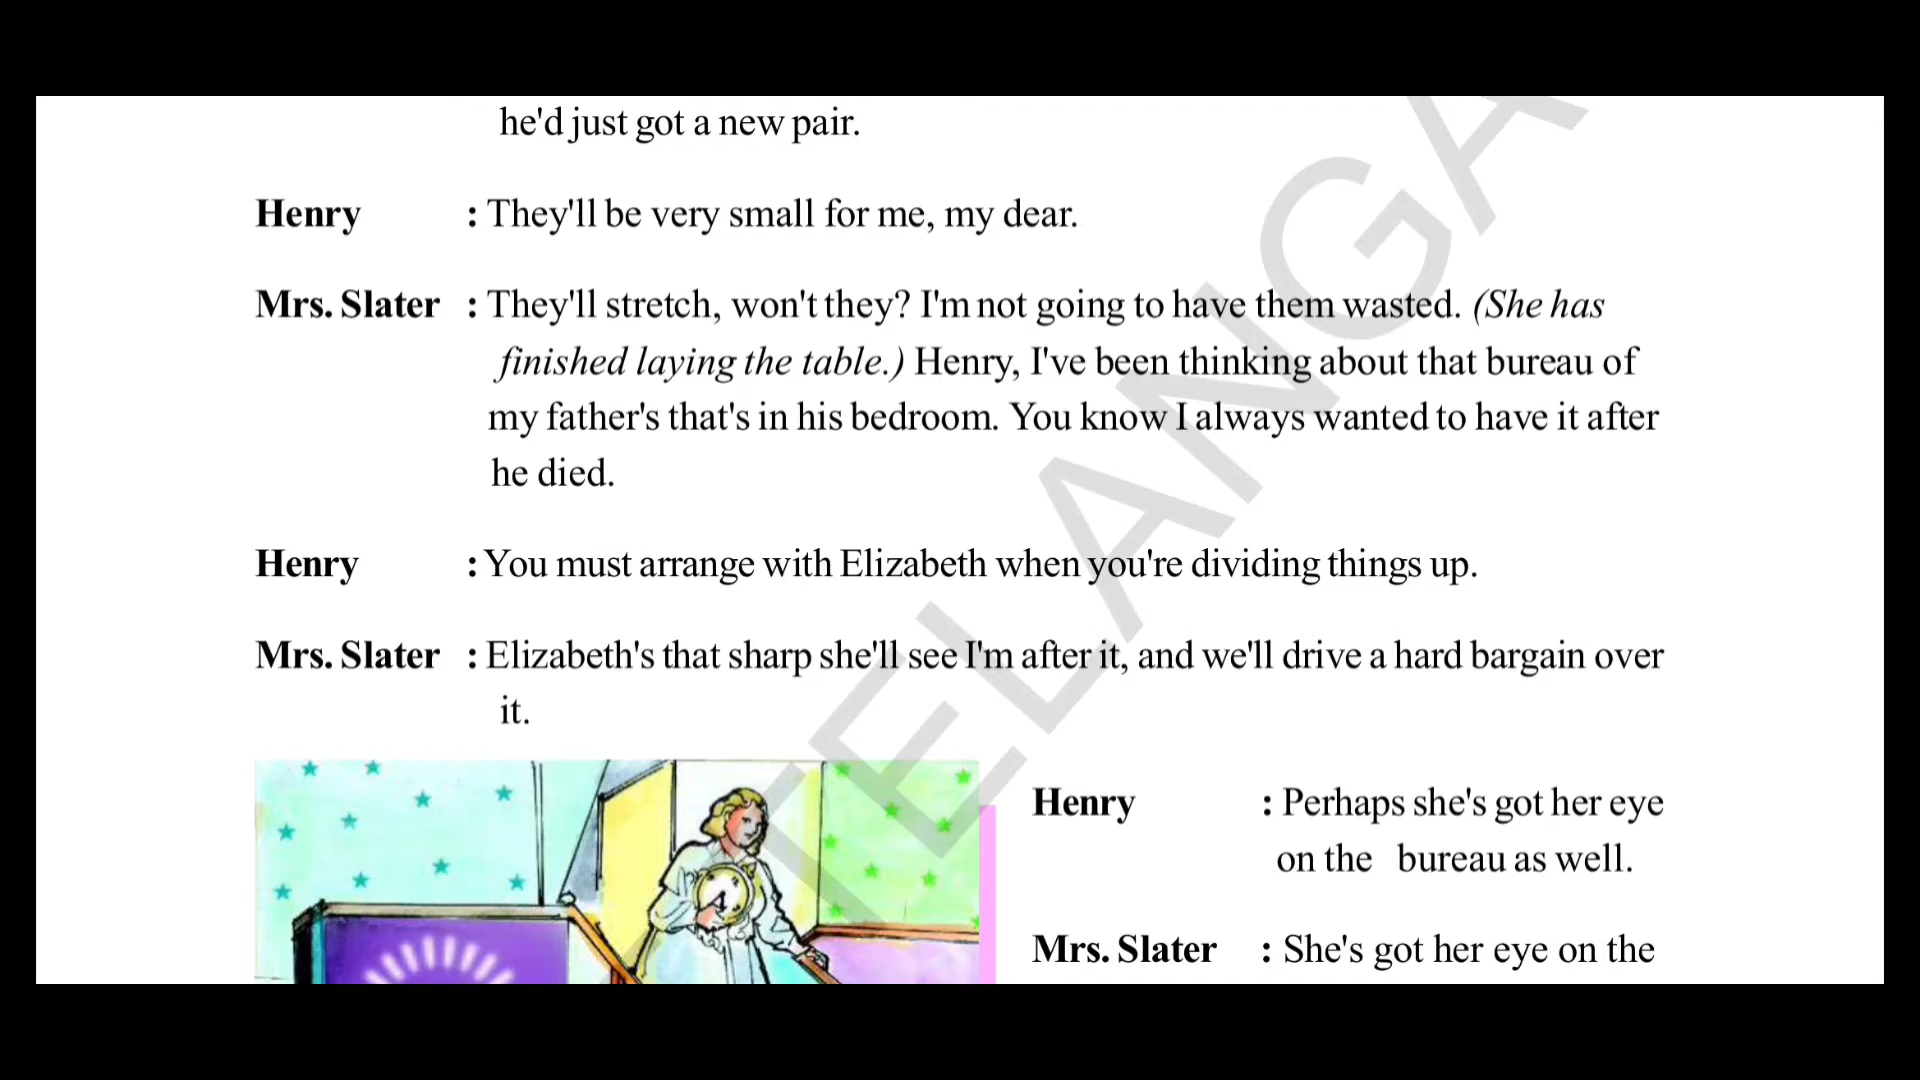 he'd just got a new pair.
Henry : They'll be very small for me, my dear.
Mrs. Slater : They'll stretch, won't they? I'm not going to have them wasted. (She has
finished laying the table.) Henry, I've been thinking about that bureau of
my father's that's in his bedroom. You know I always wanted to have it after
he died.
Henry : You must arrange with Elizabeth when you're dividing things up.
Mrs. Slater : Elizabeth's that sharp she'll see I'm after it, and we'll drive a hard bargain over
it.
Henry : Perhaps she's got her eye
on the bureau as well.
Mrs. Slater : She's got her eye on the
TELANGA